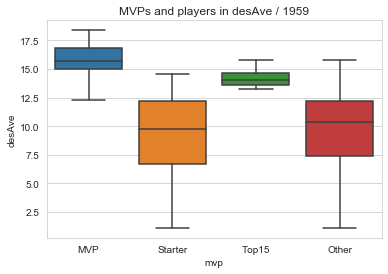 MVPs and players in desAve / 1959
17.5
15.0
12.5
10.0
7.5
5.0
2.5
desAve
MVP Starter Top15 Other
mvp